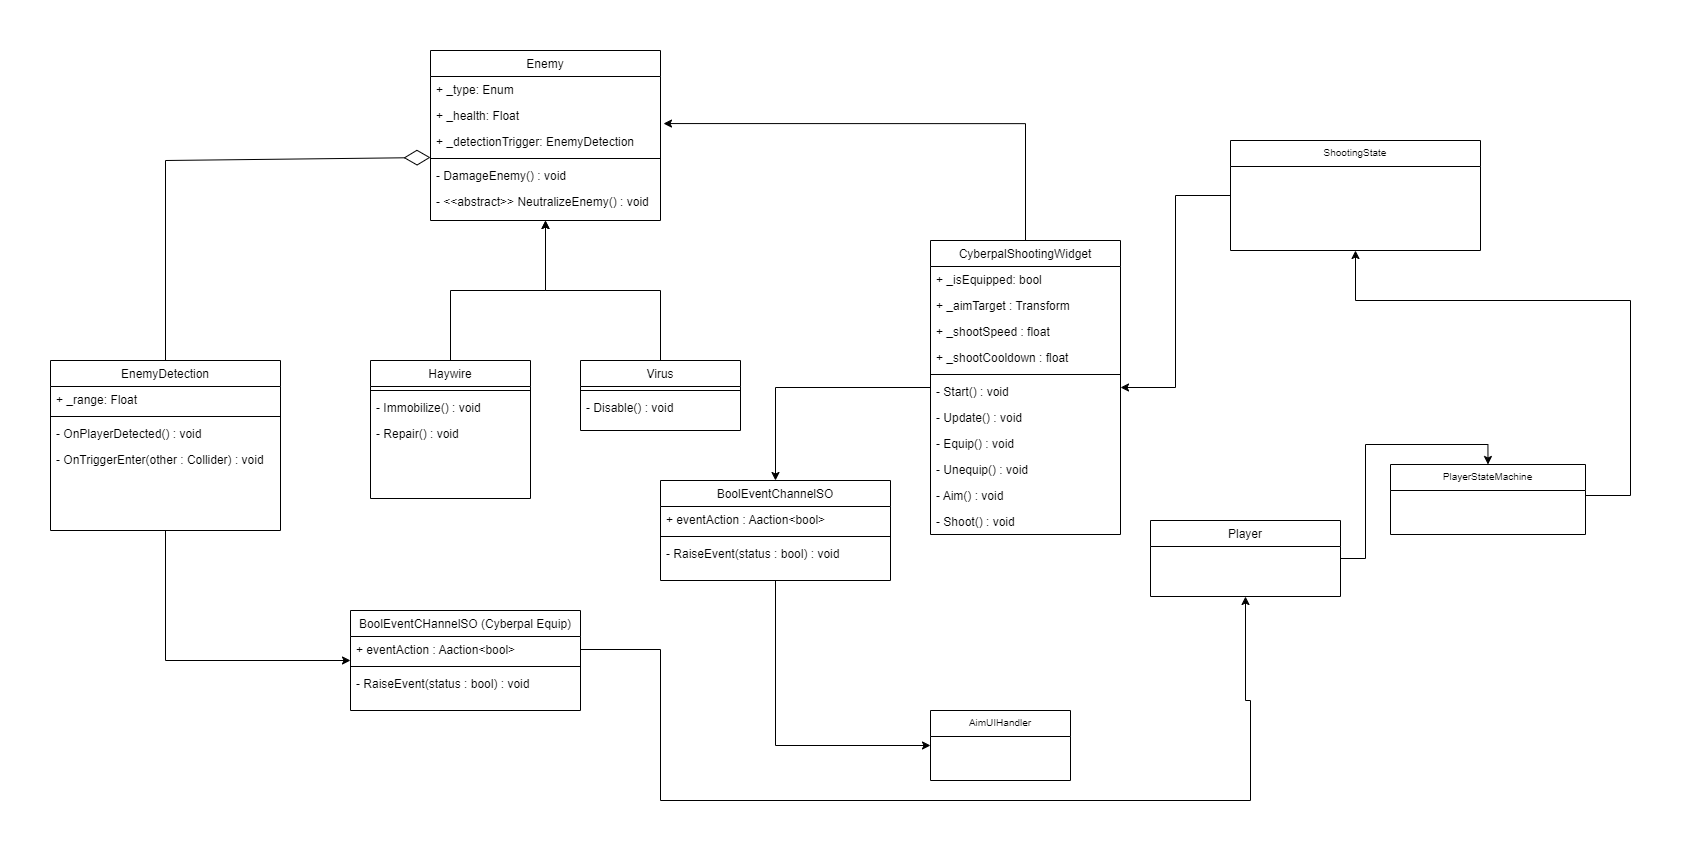 Enemy
+ _type: Enum
+ _health: Float
+ _detectionTrigger: EnemyDetection
- DamageEnemy() : void
- <<abstract>> NeutralizeEnemy() : void
ShootingState
CyberpalShootingWidget
+ _isEquipped: bool
+ _aimTarget : Transform
+ _shootSpeed : float
+ _shootCooldown : float
- Start() : void
- Update() : void
- Equip() : void
- Unequip() : void
- Aim() : void
- Shoot() : void
EnemyDetection
+ _range: Float
- OnPlayerDetected() : void
- OnTriggerEnter(other : Collider) : void
Haywire
- Immobilize() : void
- Repair() : void
Virus
- Disable() : void
BoolEventChannelSO
+ eventAction : Aaction<bool>
- RaiseEvent(status : bool) : void
PlayerStateMachine
Player
BoolEventCHannelSO (Cyberpal Equip)
+ eventAction : Aaction<bool>
- RaiseEvent(status : bool) : void
AimUIHandler